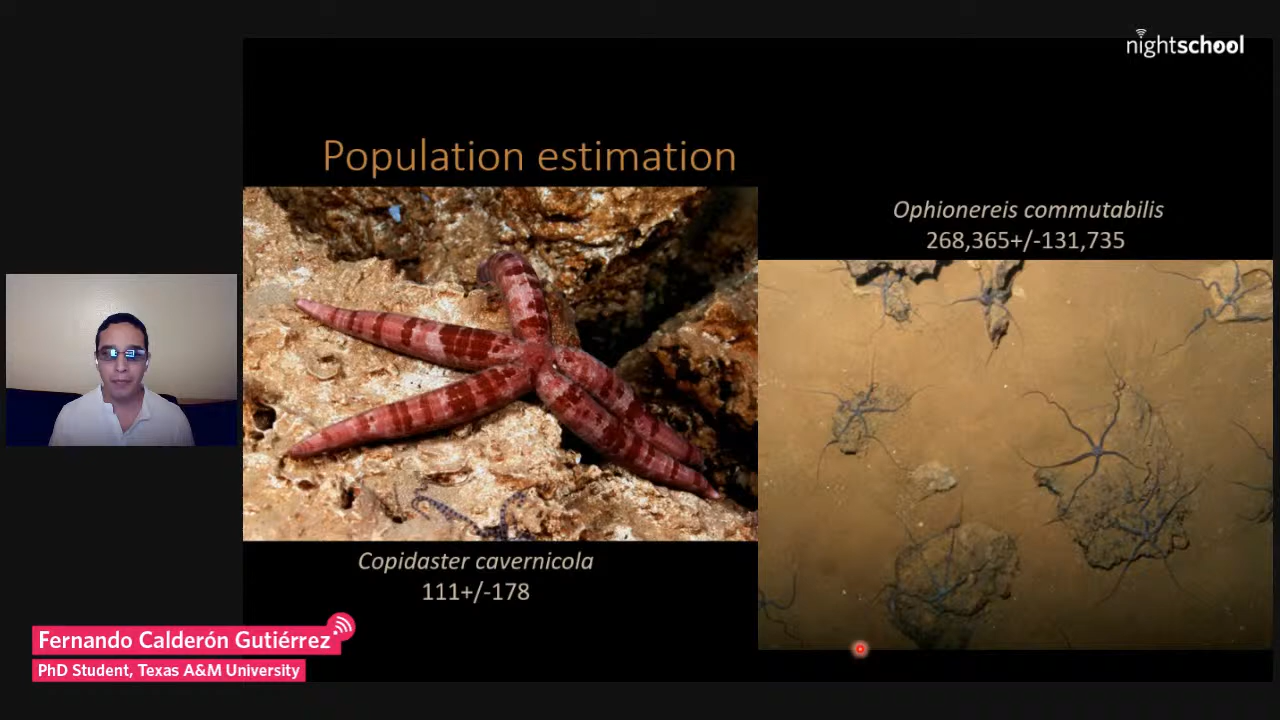 nightschool
Population estimation
Ophionereis commutabilis
268,365+/-131,735
Copidaster cavernicola
111+/-178
Fernando Calderón Gutiérrez
PhD Student, Texas A&M University